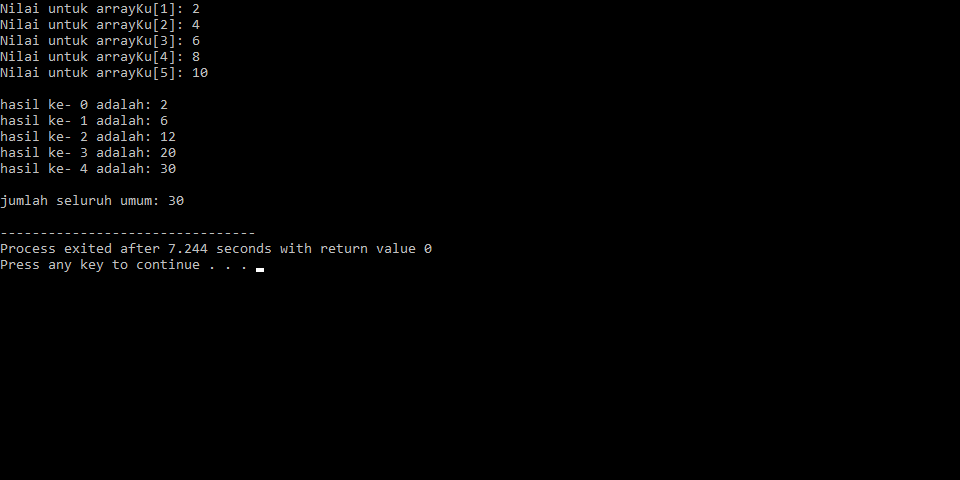 Nilai untuk arrayKu[1]: 2
Nilai untuk arrayKu[2]: 4
Nilai untuk arrayKu[3]: 6
Nilai untuk arrayKu[4]: 8
Nilai untuk arrayKu[5]: 10
hasil ke- 0 adalah: 2
hasil ke- 1 adalah: 6
hasil ke- 2 adalah: 12
hasil ke- 3 adalah: 20
hasil ke- 4 adalah: 30
jumlah seluruh umum: 30
--------------------------------
Process exited after 7.244 seconds with return value 0
Press any key to continue . . .